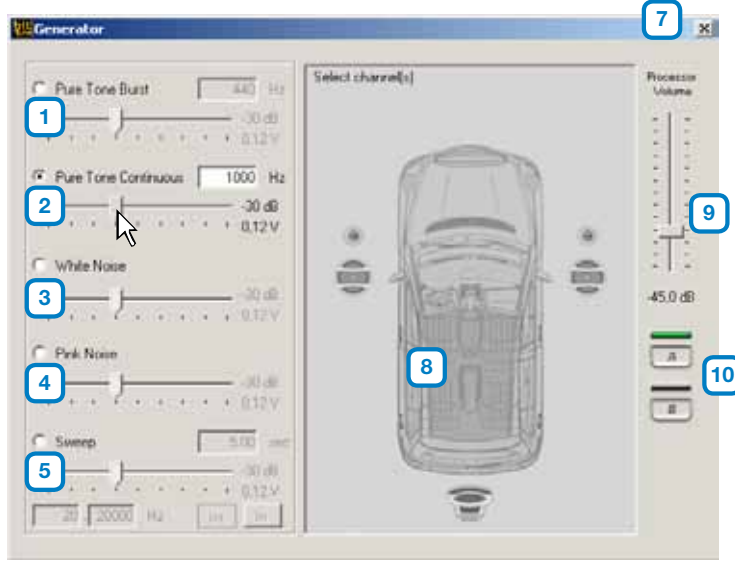 7
Generator
Pure Tone Burst 440 Hz
1
-30 dB
0,12 V
Pure Tone Continuous 1000 Hz
2
-30 dB
0,12 V
White Noise
3
-30 dB
0,12 V
Pink Noise
4
-30 dB
0,12 V
Sweep 5.00 sec
5
-30 dB
0,12 V
20 20000 Hz
Select channel(s)
8
Processor
Volume
9
-45.0 dB
A
10
B